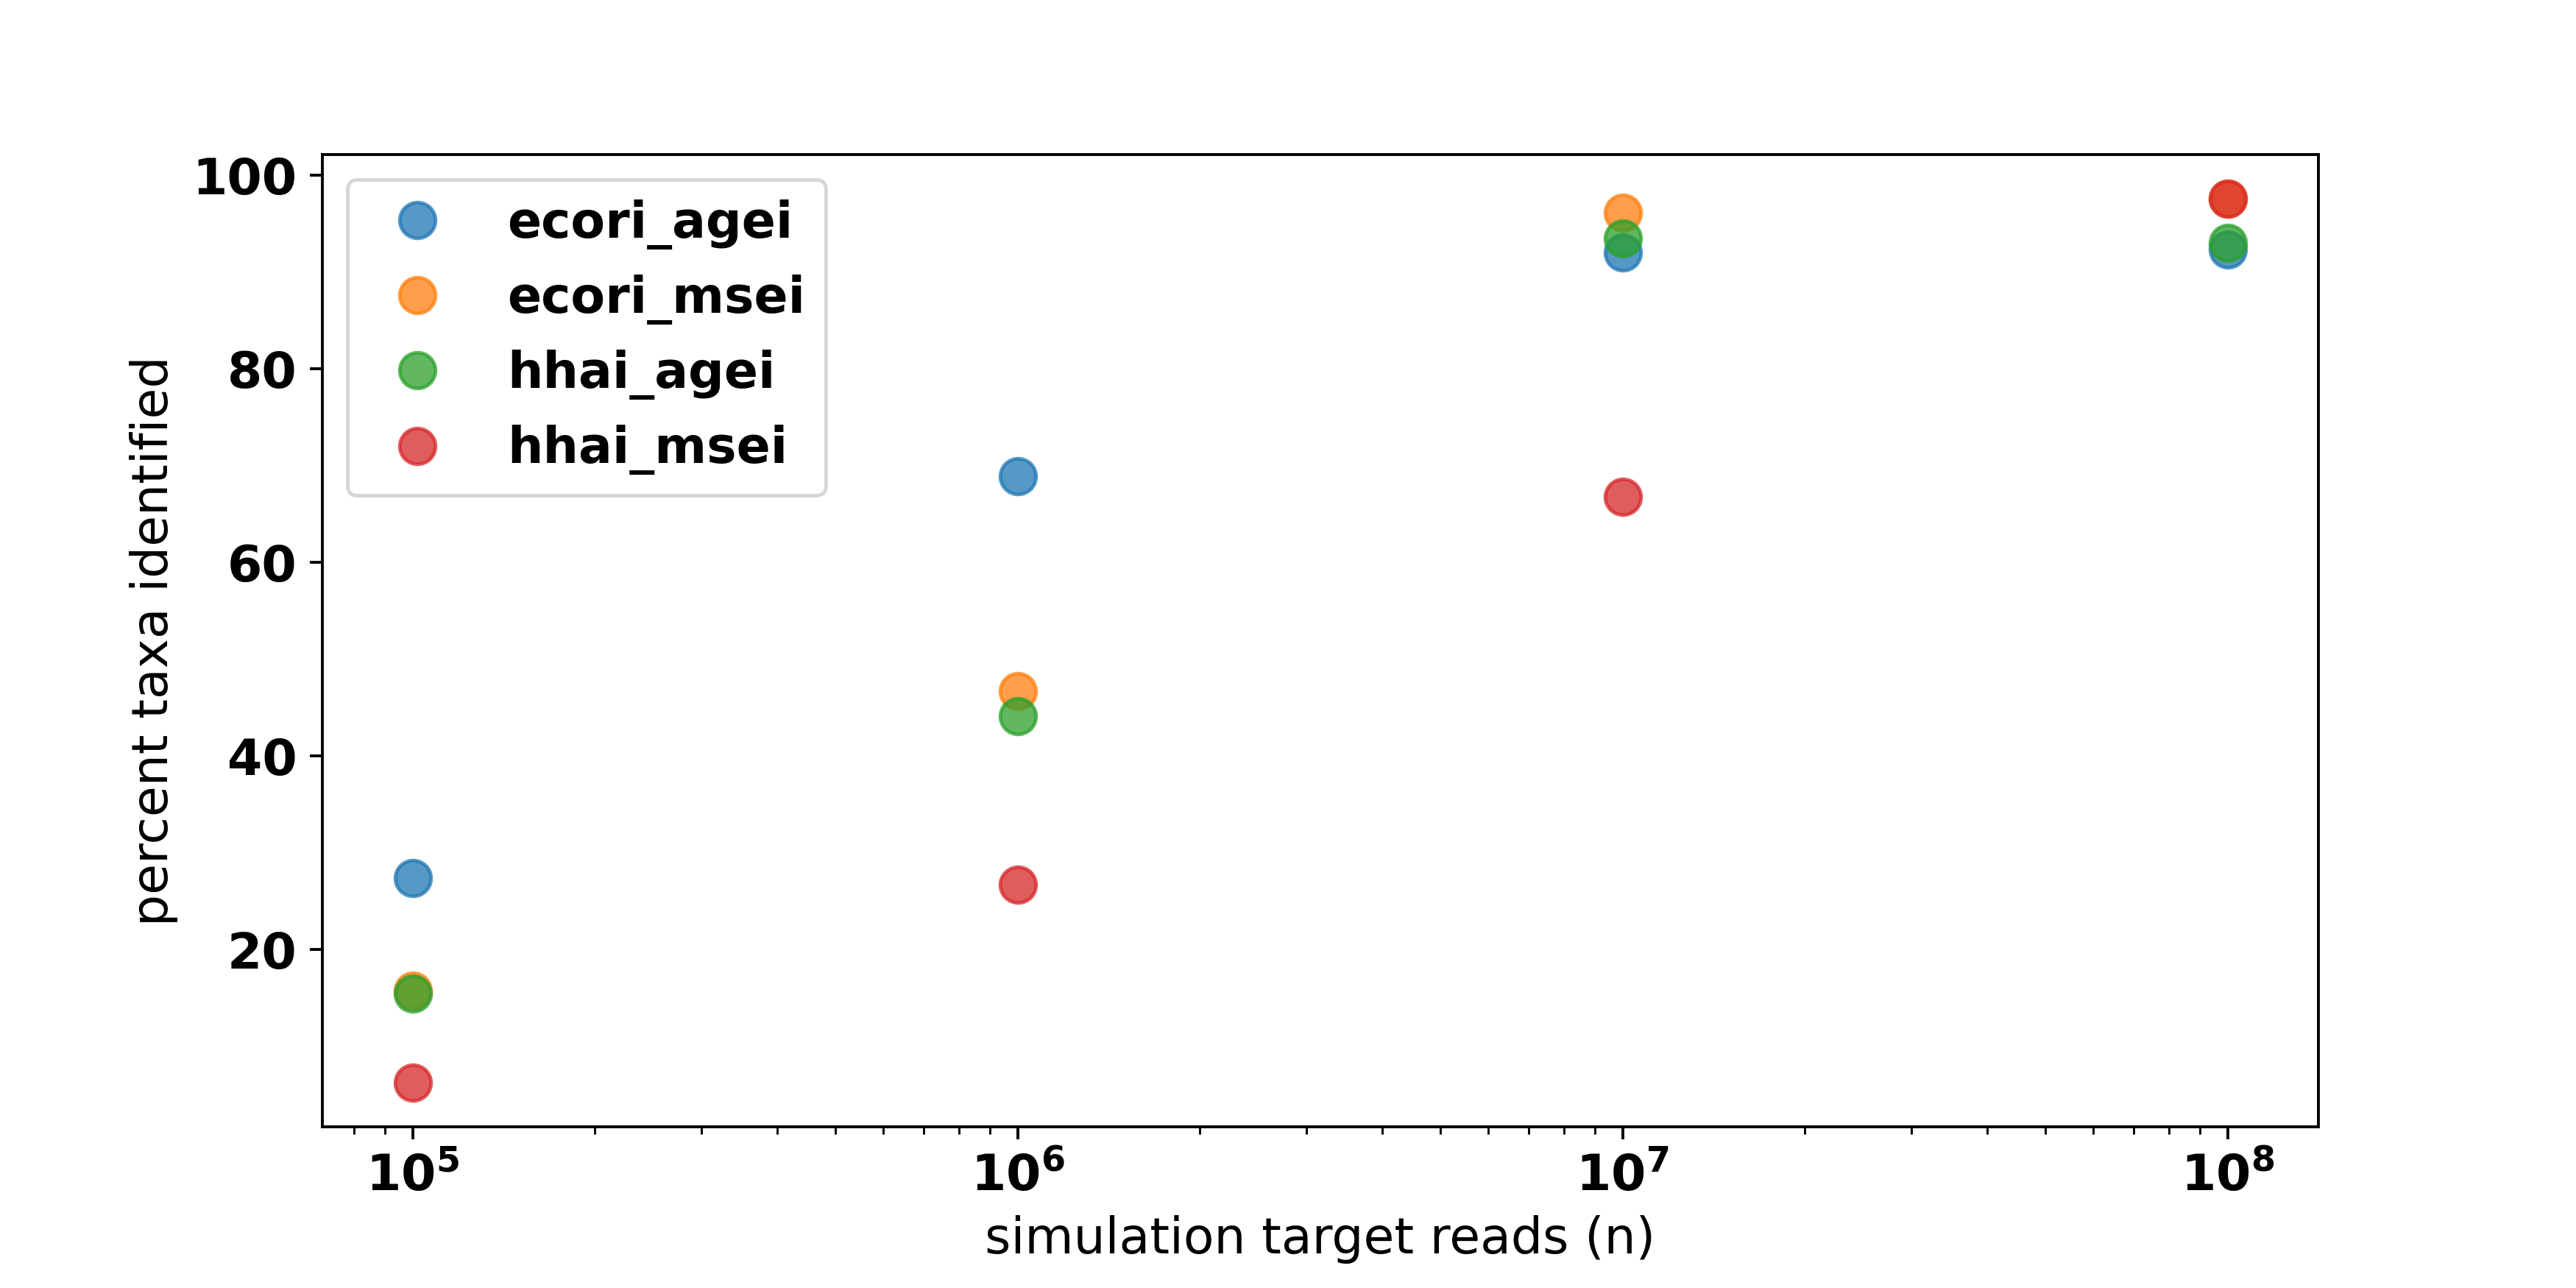 100
80
60
40
20
percent taxa identified
ecori_agei
ecori_msei
hhai_agei
hhai_msei
10⁵ 10⁶ 10⁷ 10⁸
simulation target reads (n)